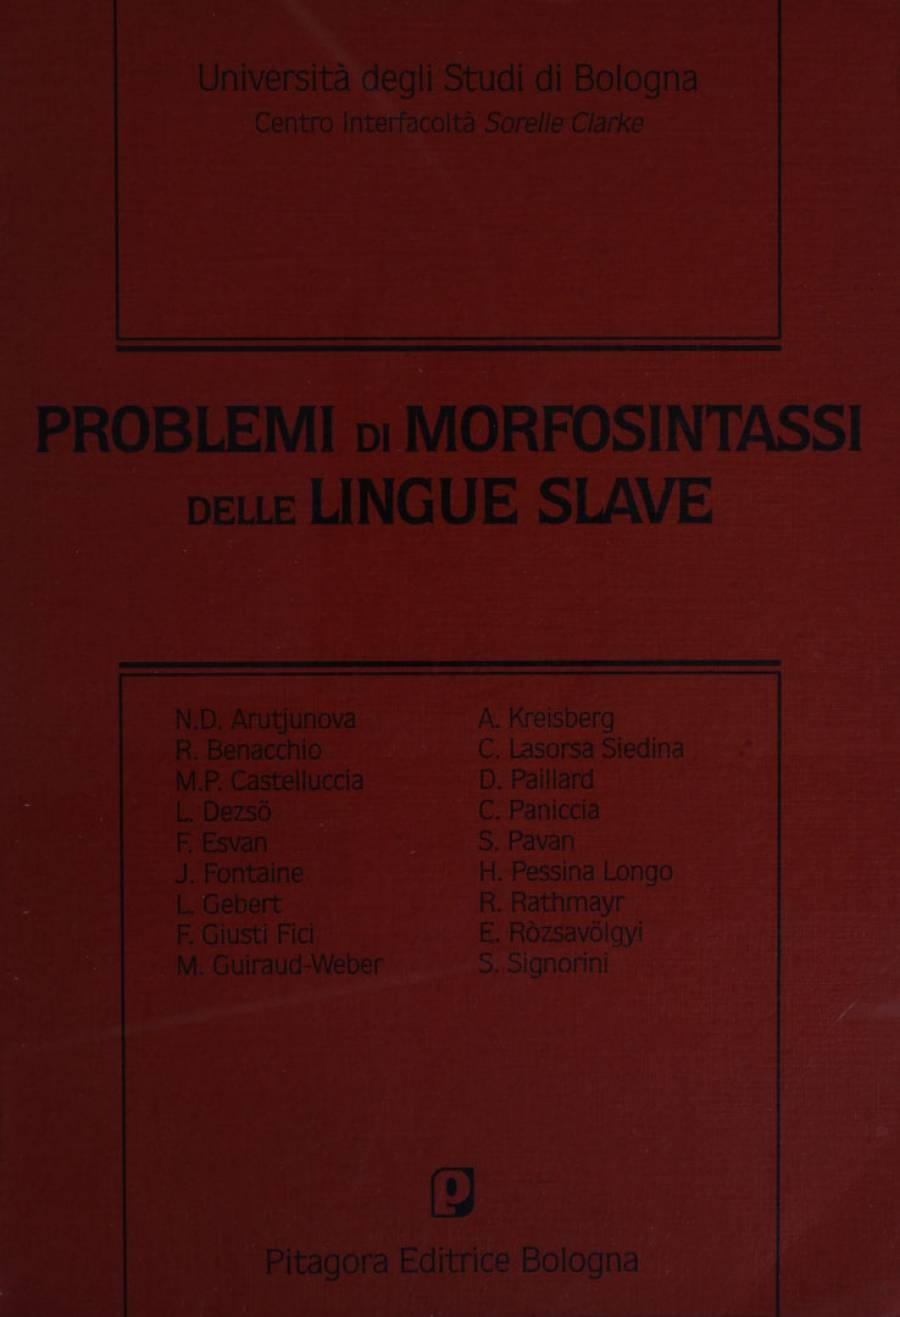 Università degli Studi di Bologna
Centro Interfacoltà Sorelle Clarke
PROBLEMI DI MORFOSINTASSI
DELLE LINGUE SLAVE
N.D. Arutjunova
R. Benacchio
M.P. Castelluccia
L. Dezsö
F. Esvan
J. Fontaine
L. Gebert
F. Giusti Fici
M. Guiraud-Weber
A. Kreisberg
C. Lasorsa Siedina
D. Paillard
C. Paniccia
S. Pavan
H. Pessina Longo
R. Rathmayr
E. Ròzsavölgyi
S. Signorini
p
Pitagora Editrice Bologna